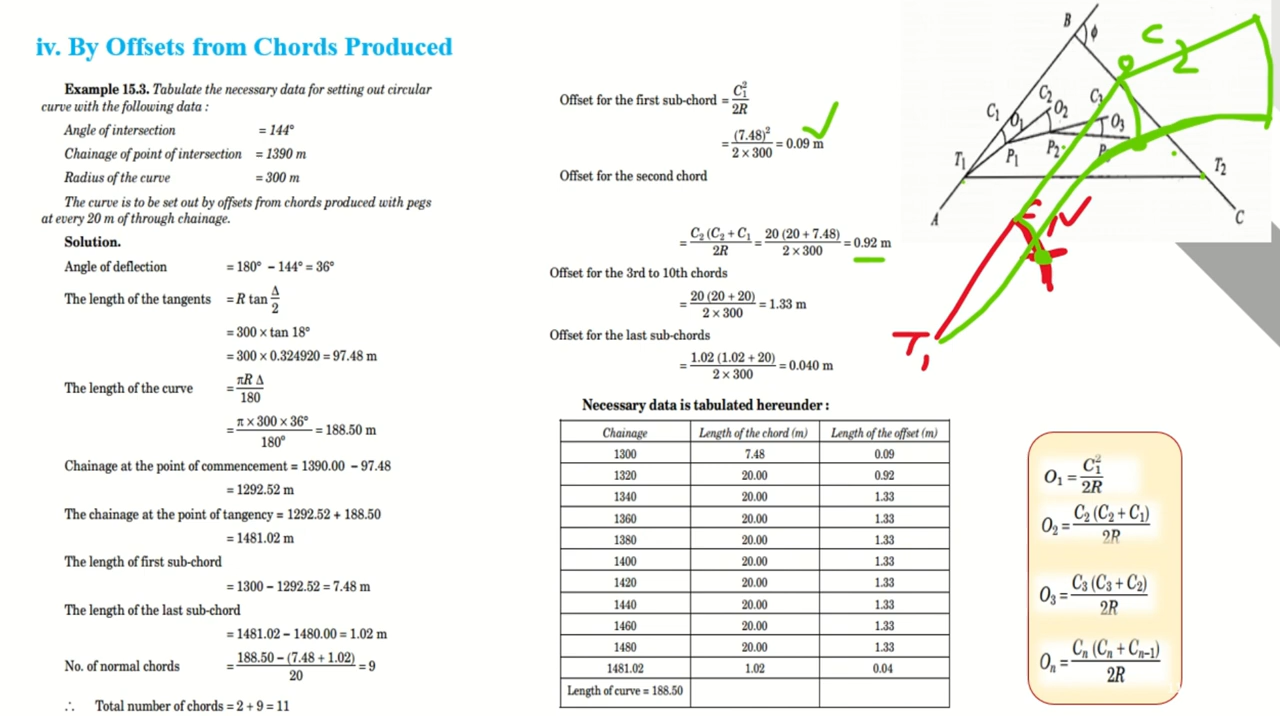 iv. By Offsets from Chords Produced
Example 15.3. Tabulate the necessary data for setting out circular
curve with the following data :
Angle of intersection = 144°
Chainage of point of intersection = 1390 m
Radius of the curve = 300 m
The curve is to be set out by offsets from chords produced with pegs
at every 20 m of through chainage.
Solution.
Angle of deflection = 180° – 144° = 36°
The length of the tangents = R tan Δ/2
= 300 × tan 18°
= 300 × 0.324920 = 97.48 m
The length of the curve = πR Δ/180
= π × 300 × 36°/180° = 188.50 m
Chainage at the point of commencement = 1390.00 – 97.48
= 1292.52 m
The chainage at the point of tangency = 1292.52 + 188.50
= 1481.02 m
The length of first sub-chord
= 1300 – 1292.52 = 7.48 m
The length of the last sub-chord
= 1481.02 – 1480.00 = 1.02 m
No. of normal chords = 188.50 – (7.48 + 1.02)/20 = 9
∴ Total number of chords = 2 + 9 = 11
Offset for the first sub-chord = C₁²/2R
= (7.48)²/2 × 300 = 0.09 m
Offset for the second chord
= C₂ (C₂ + C₁/2R = 20 (20 + 7.48)/2 × 300 = 0.92 m
Offset for the 3rd to 10th chords
= 20 (20 + 20)/2 × 300 = 1.33 m
Offset for the last sub-chords
= 1.02 (1.02 + 20)/2 × 300 = 0.040 m
Necessary data is tabulated hereunder :
Chainage Length of the chord (m) Length of the offset (m)
1300 7.48 0.09
1320 20.00 0.92
1340 20.00 1.33
1360 20.00 1.33
1380 20.00 1.33
1400 20.00 1.33
1420 20.00 1.33
1440 20.00 1.33
1460 20.00 1.33
1480 20.00 1.33
1481.02 1.02 0.04
Length of curve = 188.50
B ϕ
C₂
C₁ O₁ C₂ O₂ C₃ O₃
T₁ P₁ P₂ P T₂
A C
T₁
O₁ = C₁²/2R
O₂ = C₂ (C₂ + C₁)/2R
O₃ = C₃ (C₃ + C₂)/2R
Oₙ = Cₙ (Cₙ + Cₙ₋₁)/2R